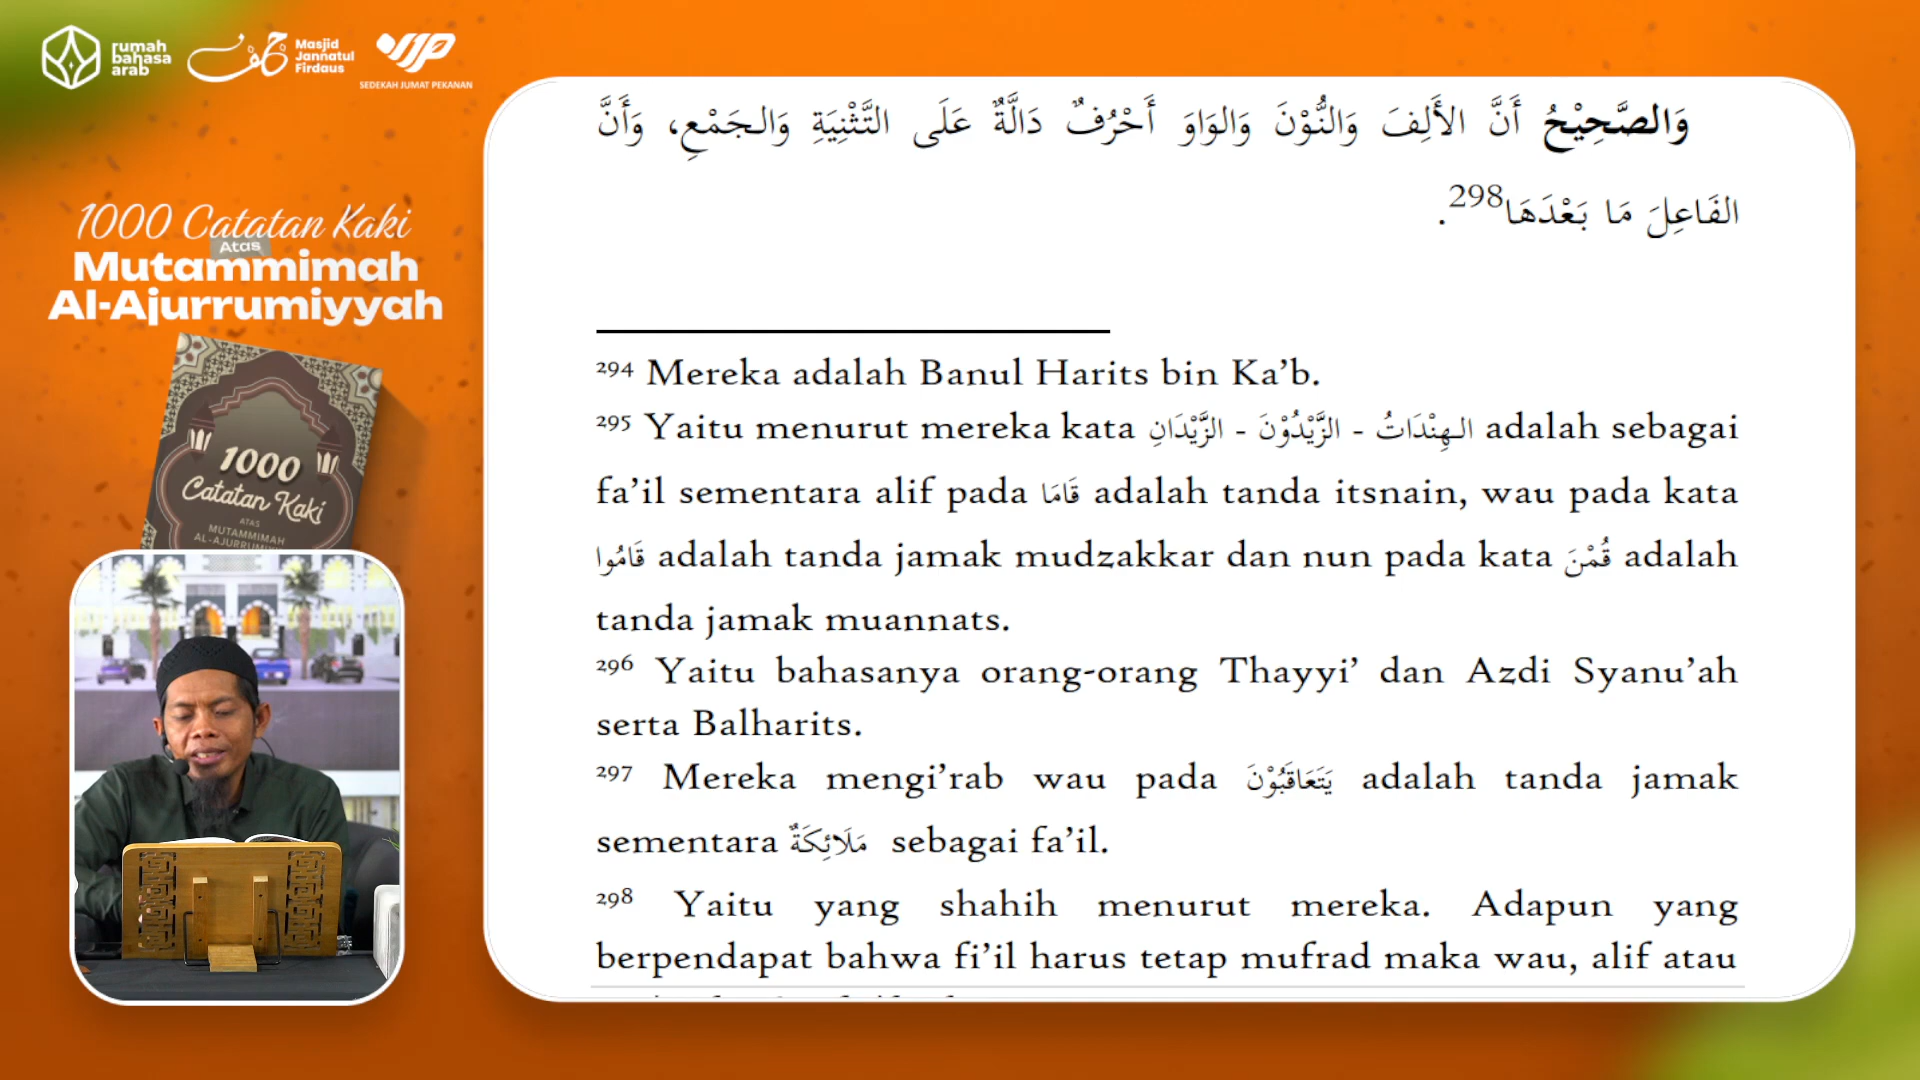 rumah
bahasa
arab
Masjid
Jannatul
Firdaus
SEDEKAH JUMAT PEKANAN
1000 Catatan Kaki
Atas
Mutammimah
Al-Ajurrumiyyah
1000
Catatan Kaki
ATAS
MUTAMMIMAH
وَالصَّحِيْحُ أَنَّ الأَلِفَ وَالنُّوْنَ وَالوَاوَ أَحْرُفٌ دَالَّةٌ عَلَى التَّثْنِيَةِ وَالجَمْعِ، وَأَنَّ
الفَاعِلَ مَا بَعْدَهَا298.
294 Mereka adalah Banul Harits bin Ka’b.
295 Yaitu menurut mereka kata الزَّيْدَانِ - الزَّيْدُوْنَ - الهِنْدَاتُ adalah sebagai
fa’il sementara alif pada قَامَا adalah tanda itsnain, wau pada kata
قَامُوا adalah tanda jamak mudzakkar dan nun pada kata قُمْنَ adalah
tanda jamak muannats.
296 Yaitu bahasanya orang-orang Thayyi’ dan Azdi Syanu’ah
serta Balharits.
297 Mereka mengi’rab wau pada يَتَعَاقَبُوْنَ adalah tanda jamak
sementara مَلَائِكَةٌ sebagai fa’il.
298 Yaitu yang shahih menurut mereka. Adapun yang
berpendapat bahwa fi’il harus tetap mufrad maka wau, alif atau